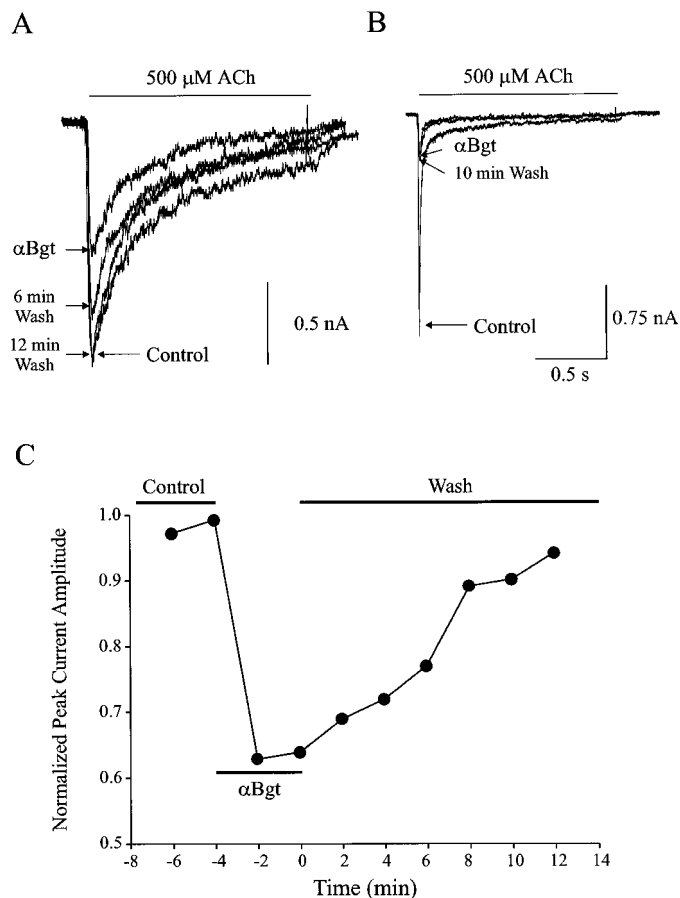 A
500 μM ACh
αBgt
6 min
Wash
12 min
Wash
Control
0.5 nA
B
500 μM ACh
αBgt
10 min Wash
Control
0.75 nA
0.5 s
C
Control
Wash
αBgt
Normalized Peak Current Amplitude
1.0
0.9
0.8
0.7
0.6
0.5
-8 -6 -4 -2 0 2 4 6 8 10 12 14
Time (min)